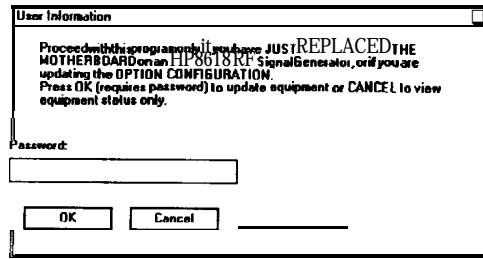 User Information
Proceed with this program only if you have JUST REPLACED THE
MOTHERBOARD on an HP8618 RF Signal Generator, or if you are
updating the OPTION CONFIGURATION.
Press OK (requires password) to update equipment or CANCEL to view
equipment status only.
Password:
OK
Cancel